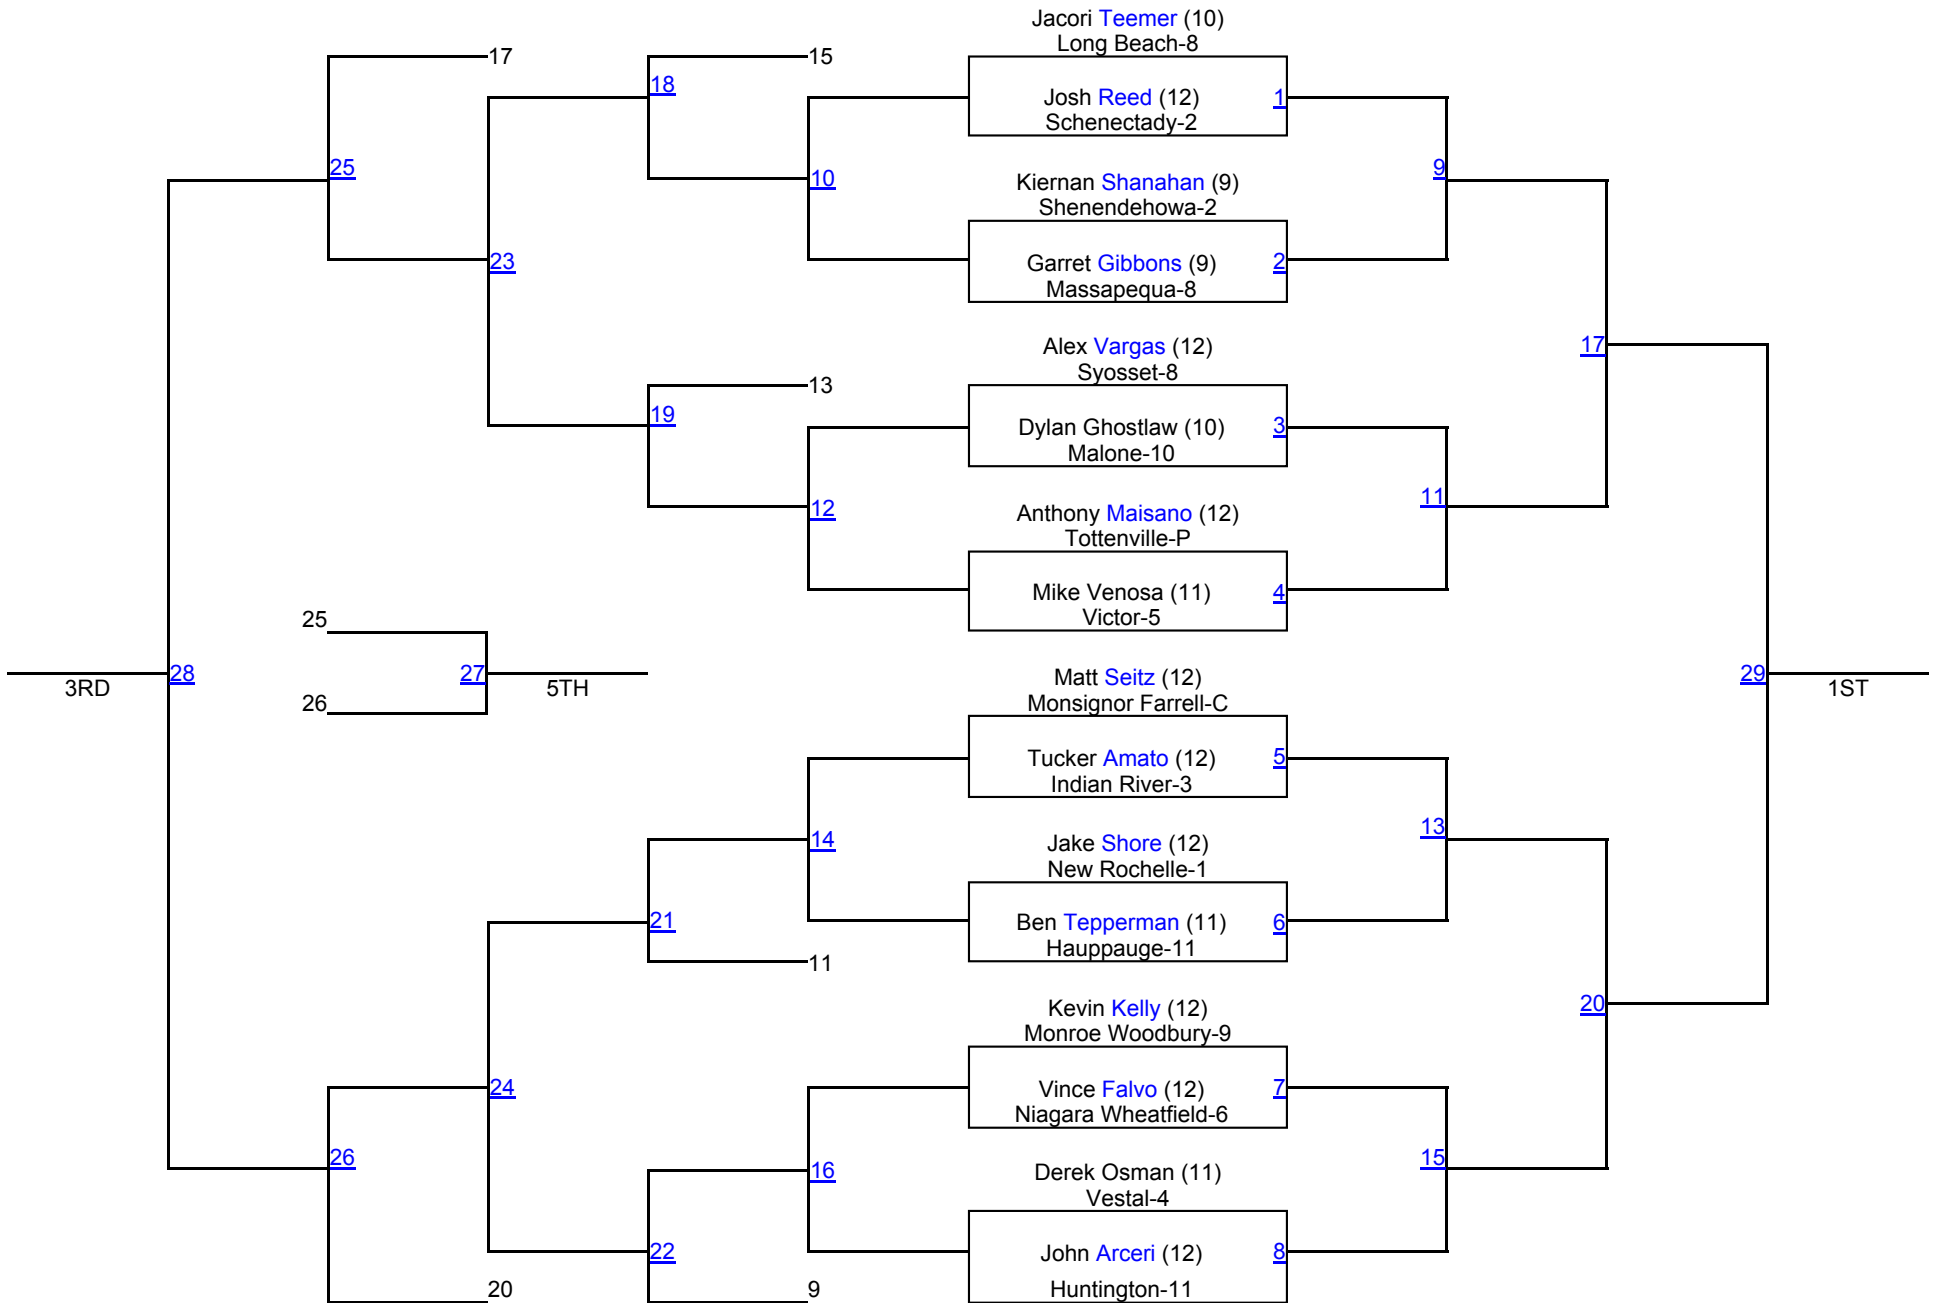 Jacori Teemer (10)
Long Beach-8
17
15
18
Josh Reed (12)
1
Schenectady-2
25
10
Kiernan Shanahan (9)
9
Shenendehowa-2
23
Garret Gibbons (9)
2
Massapequa-8
Alex Vargas (12)
17
Syosset-8
13
19
Dylan Ghostlaw (10)
3
Malone-10
12
Anthony Maisano (12)
11
Tottenville-P
Mike Venosa (11)
4
Victor-5
25
3RD
28
27
5TH
Matt Seitz (12)
29
1ST
26
Monsignor Farrell-C
Tucker Amato (12)
5
Indian River-3
14
Jake Shore (12)
13
New Rochelle-1
21
Ben Tepperman (11)
6
Hauppauge-11
11
Kevin Kelly (12)
20
Monroe Woodbury-9
24
Vince Falvo (12)
7
Niagara Wheatfield-6
26
16
Derek Osman (11)
15
Vestal-4
22
John Arceri (12)
8
20
9
Huntington-11